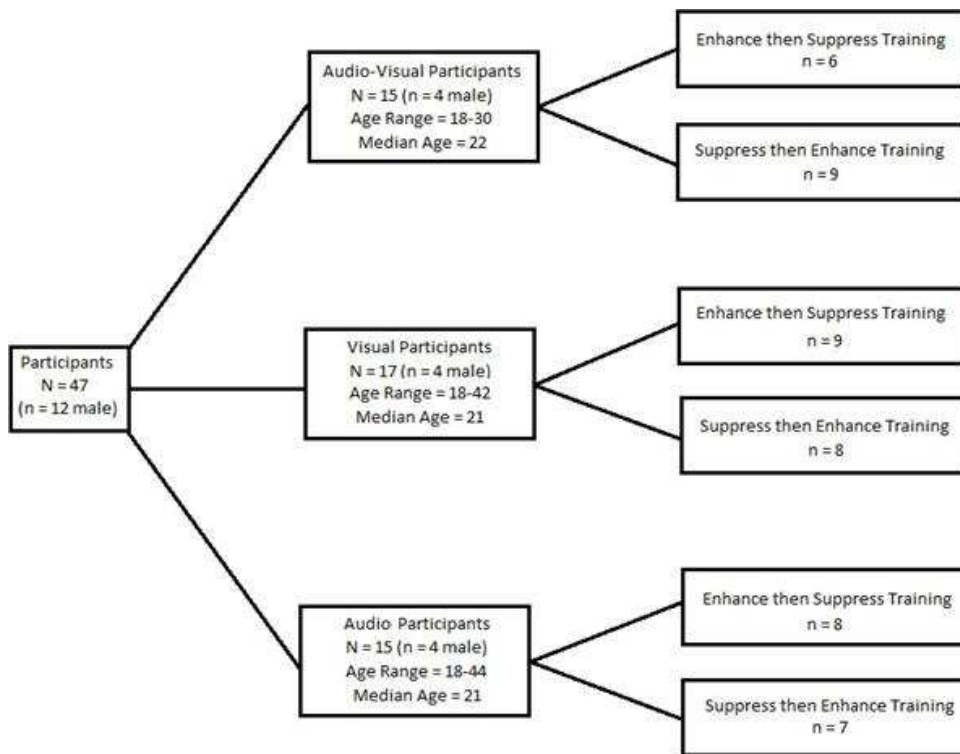 Participants
N = 47
(n = 12 male)
Audio-Visual Participants
N = 15 (n = 4 male)
Age Range = 18-30
Median Age = 22
Enhance then Suppress Training
n = 6
Suppress then Enhance Training
n = 9
Visual Participants
N = 17 (n = 4 male)
Age Range = 18-42
Median Age = 21
Enhance then Suppress Training
n = 9
Suppress then Enhance Training
n = 8
Audio Participants
N = 15 (n = 4 male)
Age Range = 18-44
Median Age = 21
Enhance then Suppress Training
n = 8
Suppress then Enhance Training
n = 7